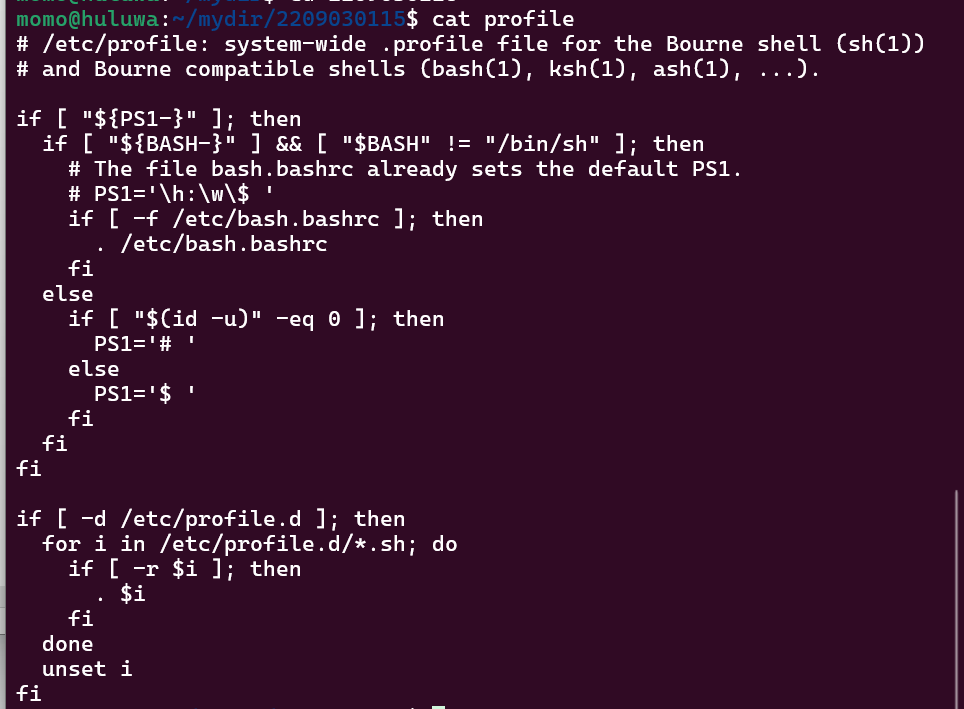 momo@huluwa:~/mydir/2209030115$ cat profile
# /etc/profile: system-wide .profile file for the Bourne shell (sh(1))
# and Bourne compatible shells (bash(1), ksh(1), ash(1), ...).

if [ "${PS1-}" ]; then
  if [ "${BASH-}" ] && [ "$BASH" != "/bin/sh" ]; then
    # The file bash.bashrc already sets the default PS1.
    # PS1='\h:\w\$ '
    if [ -f /etc/bash.bashrc ]; then
      . /etc/bash.bashrc
    fi
  else
    if [ "$(id -u)" -eq 0 ]; then
      PS1='# '
    else
      PS1='$ '
    fi
  fi
fi

if [ -d /etc/profile.d ]; then
  for i in /etc/profile.d/*.sh; do
    if [ -r $i ]; then
      . $i
    fi
  done
  unset i
fi